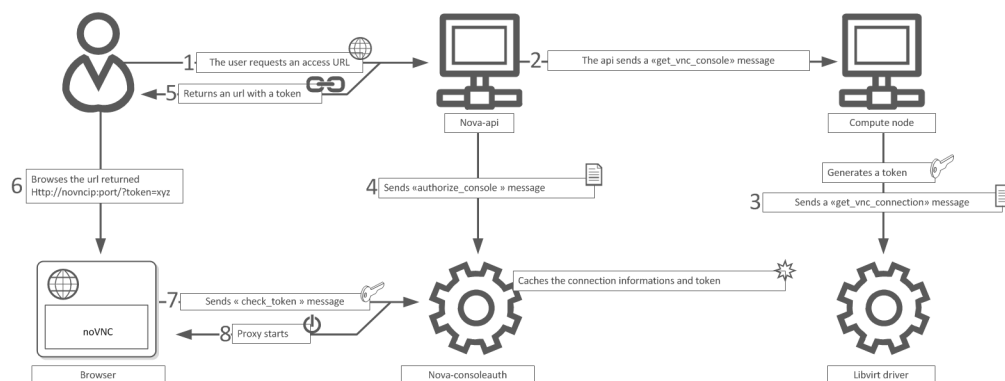 1
The user requests an access URL
2
The api sends a «get_vnc_console» message
5
Returns an url with a token
Nova-api
Compute node
6
Browses the url returned
Http://novncip:port/?token=xyz
4
Sends «authorize_console » message
Generates a token
3
Sends a «get_vnc_connection» message
Caches the connection informations and token
7
Sends « check_token » message
noVNC
8
Proxy starts
Browser
Nova-consoleauth
Libvirt driver